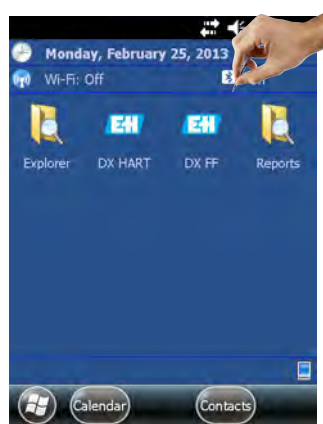 Monday, February 25, 2013
Wi-Fi: Off
E+H E+H
Explorer DX HART DX FF Reports
Calendar Contacts